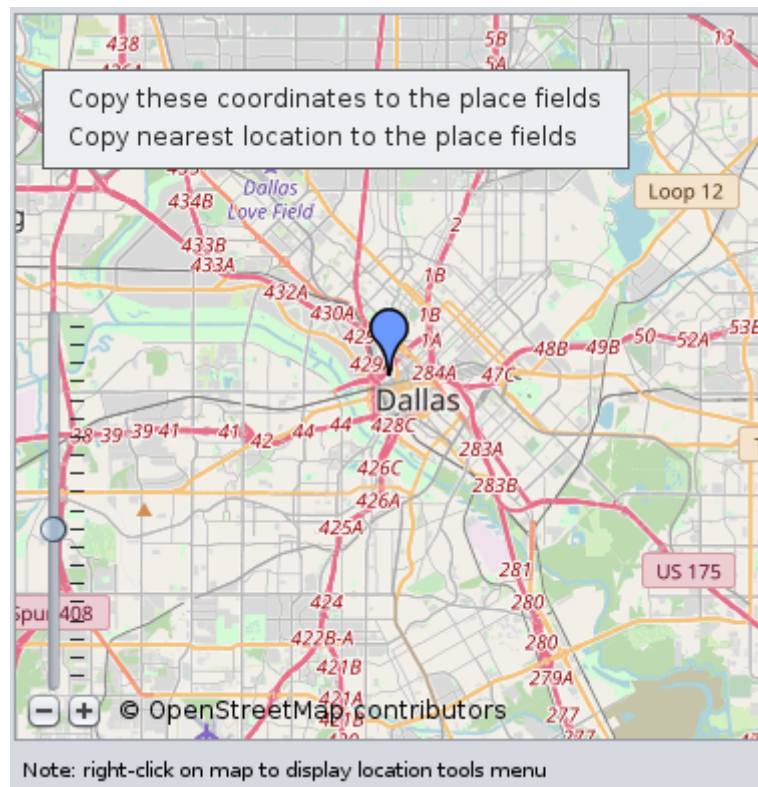 438
5B
5A
13
Copy these coordinates to the place fields
Copy nearest location to the place fields
Dallas
Love Field
434B
Loop 12
2
433B
433A
1B
432A
430A
1B
1A
50
52A
53B
48B
49B
284A
47C
Dallas
38
39
39
41
41
42
44
44
428C
283A
426C
283B
426A
425A
281
US 175
424
280
Spur 408
422B-A
280
421B
279A
421A
421B
277
277
© OpenStreetMap contributors
Note: right-click on map to display location tools menu